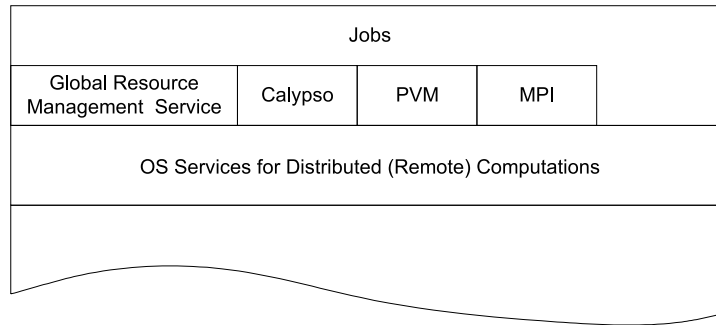 Jobs
Global Resource
Management Service
Calypso
PVM
MPI
OS Services for Distributed (Remote) Computations